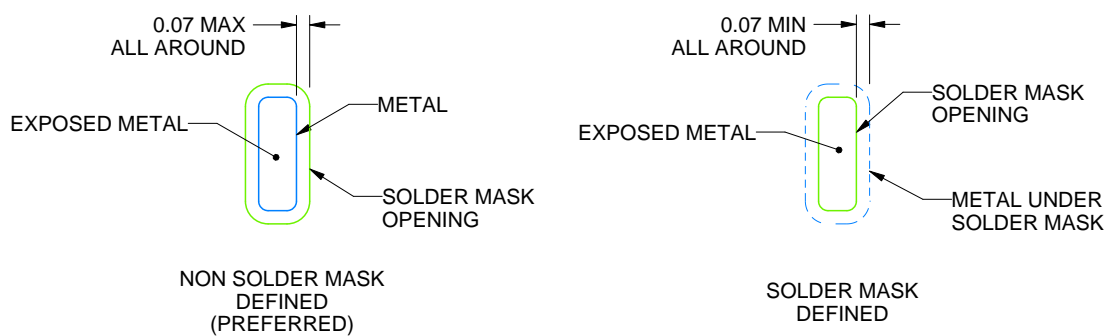 0.07 MAX
ALL AROUND
METAL
EXPOSED METAL
SOLDER MASK
OPENING
NON SOLDER MASK
DEFINED
(PREFERRED)
0.07 MIN
ALL AROUND
SOLDER MASK
OPENING
EXPOSED METAL
METAL UNDER
SOLDER MASK
SOLDER MASK
DEFINED